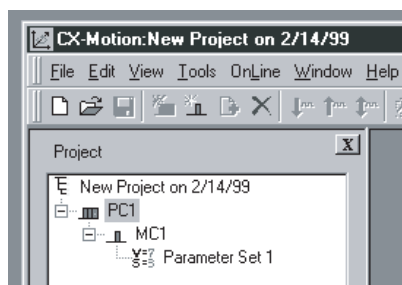 CX-Motion:New Project on 2/14/99
File Edit View Tools OnLine Window Help
Project X
New Project on 2/14/99
PC1
MC1
Parameter Set 1